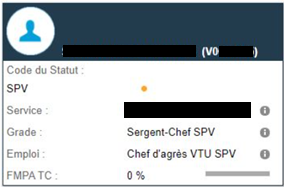 (V0 )
Code du Statut :
SPV
Service :
Grade : Sergent-Chef SPV
Emploi : Chef d'agrès VTU SPV
FMPA TC : 0 %